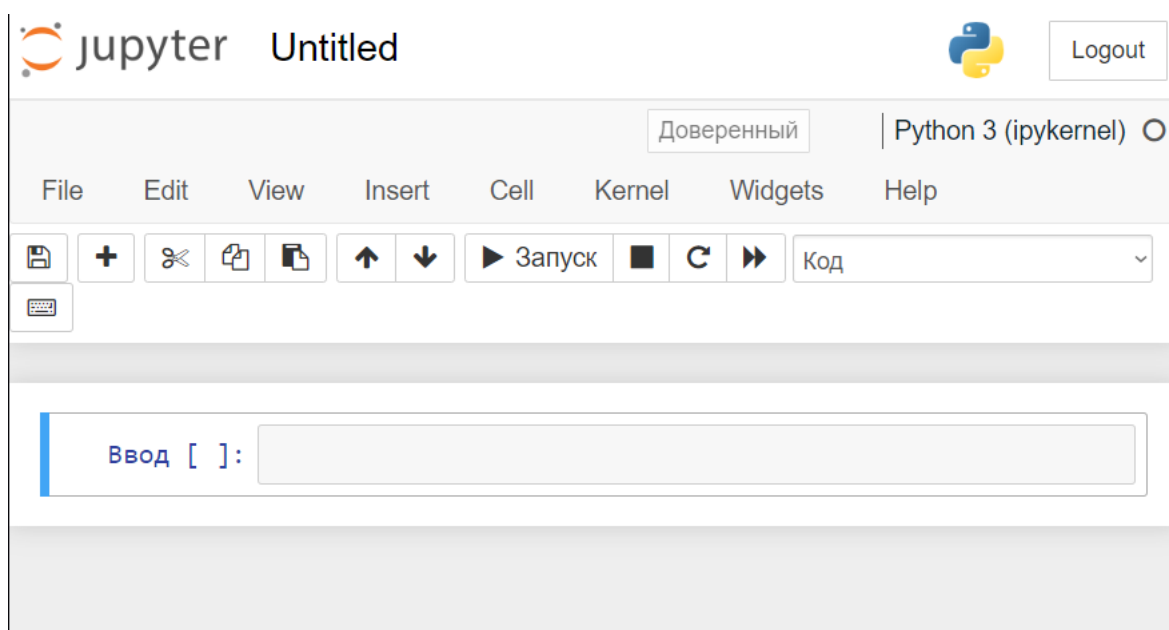 jupyter Untitled Logout
Доверенный Python 3 (ipykernel)
File Edit View Insert Cell Kernel Widgets Help
Запуск Код
Ввод [ ]: